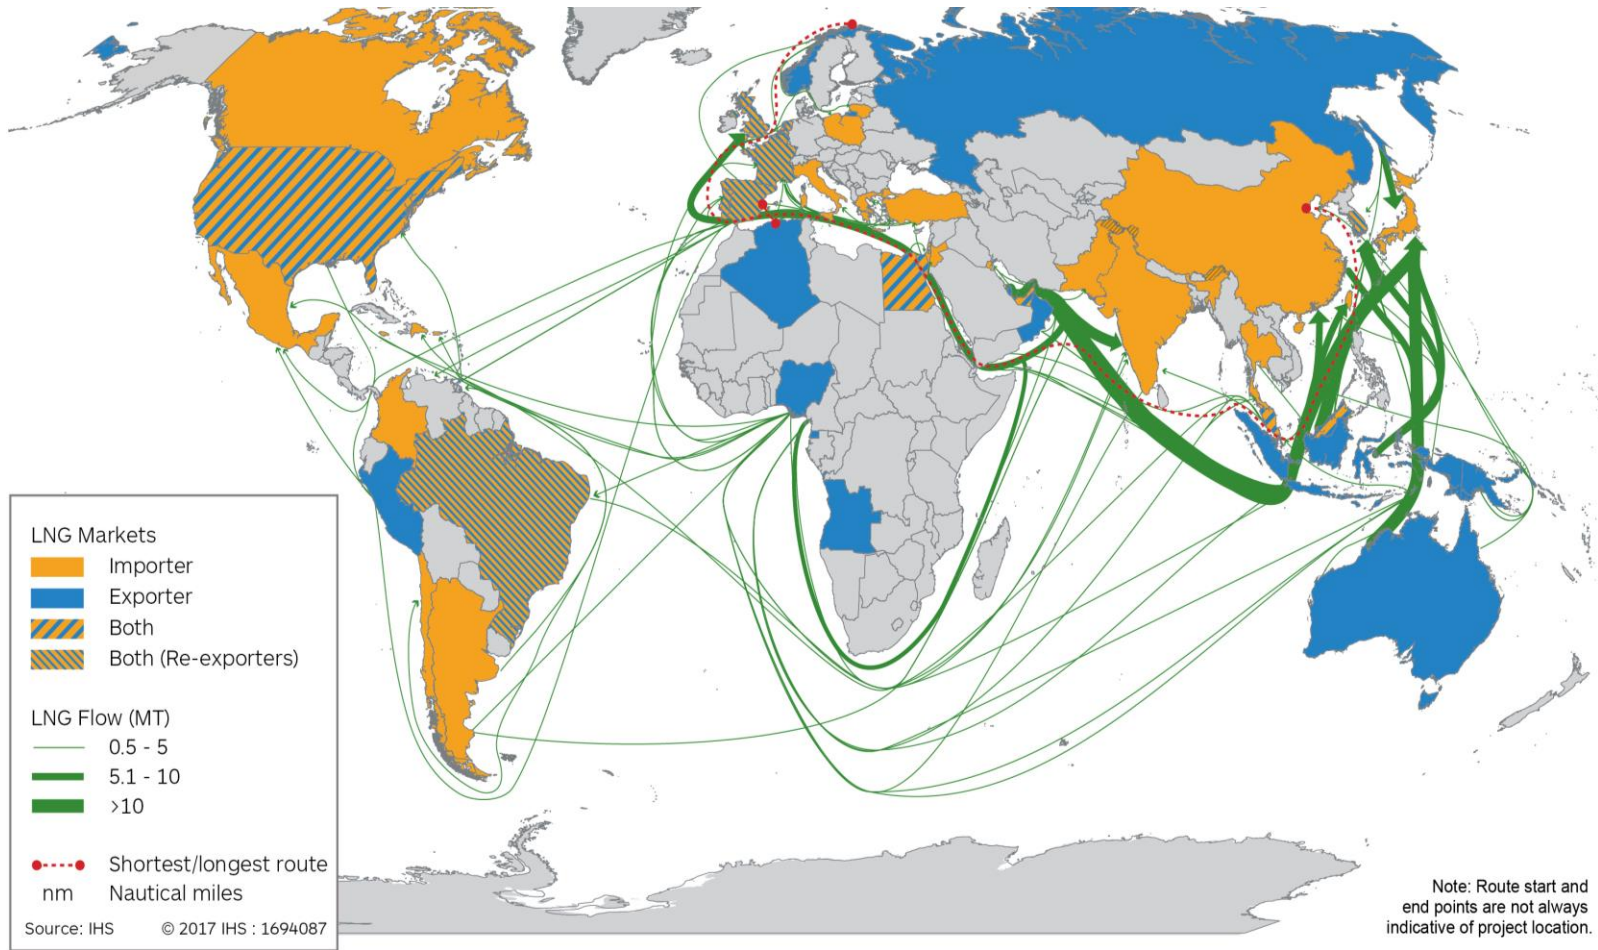 LNG Markets
Importer
Exporter
Both
Both (Re-exporters)
LNG Flow (MT)
0.5 - 5
5.1 - 10
>10
Shortest/longest route
nm Nautical miles
Source: IHS © 2017 IHS : 1694087
Note: Route start and
end points are not always
indicative of project location.